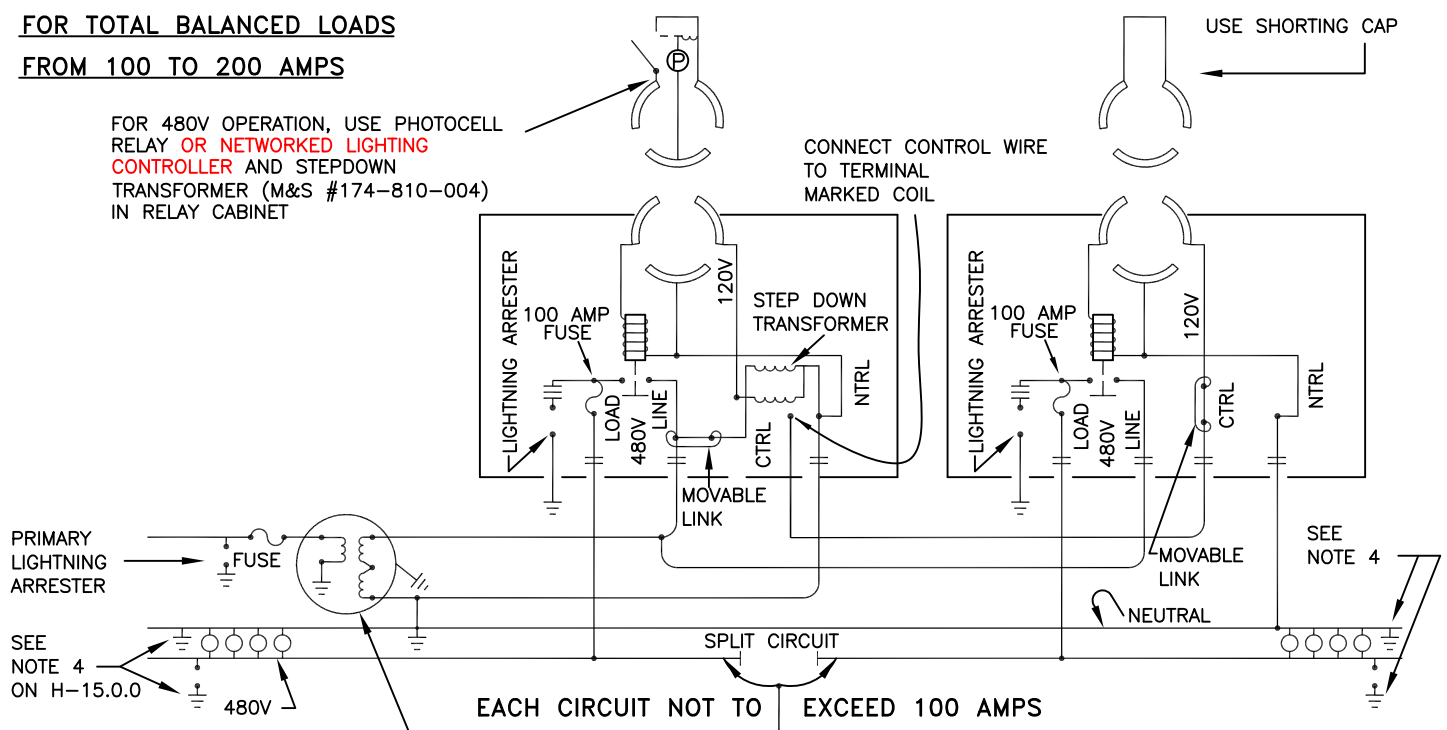 FOR TOTAL BALANCED LOADS
FROM 100 TO 200 AMPS
USE SHORTING CAP
P
FOR 480V OPERATION, USE PHOTOCELL
RELAY OR NETWORKED LIGHTING
CONTROLLER AND STEPDOWN
TRANSFORMER (M&S #174-810-004)
IN RELAY CABINET
CONNECT CONTROL WIRE
TO TERMINAL
MARKED COIL
LIGHTNING ARRESTER
100 AMP
FUSE
120V
STEP DOWN
TRANSFORMER
LOAD
480V
LINE
CTRL
NTRL
MOVABLE
LINK
LIGHTNING ARRESTER
100 AMP
FUSE
120V
LOAD
480V
LINE
CTRL
NTRL
MOVABLE
LINK
PRIMARY
LIGHTNING
ARRESTER
FUSE
SEE
NOTE 4
NEUTRAL
SEE
NOTE 4
ON H-15.0.0
480V
SPLIT CIRCUIT
EACH CIRCUIT NOT TO EXCEED 100 AMPS